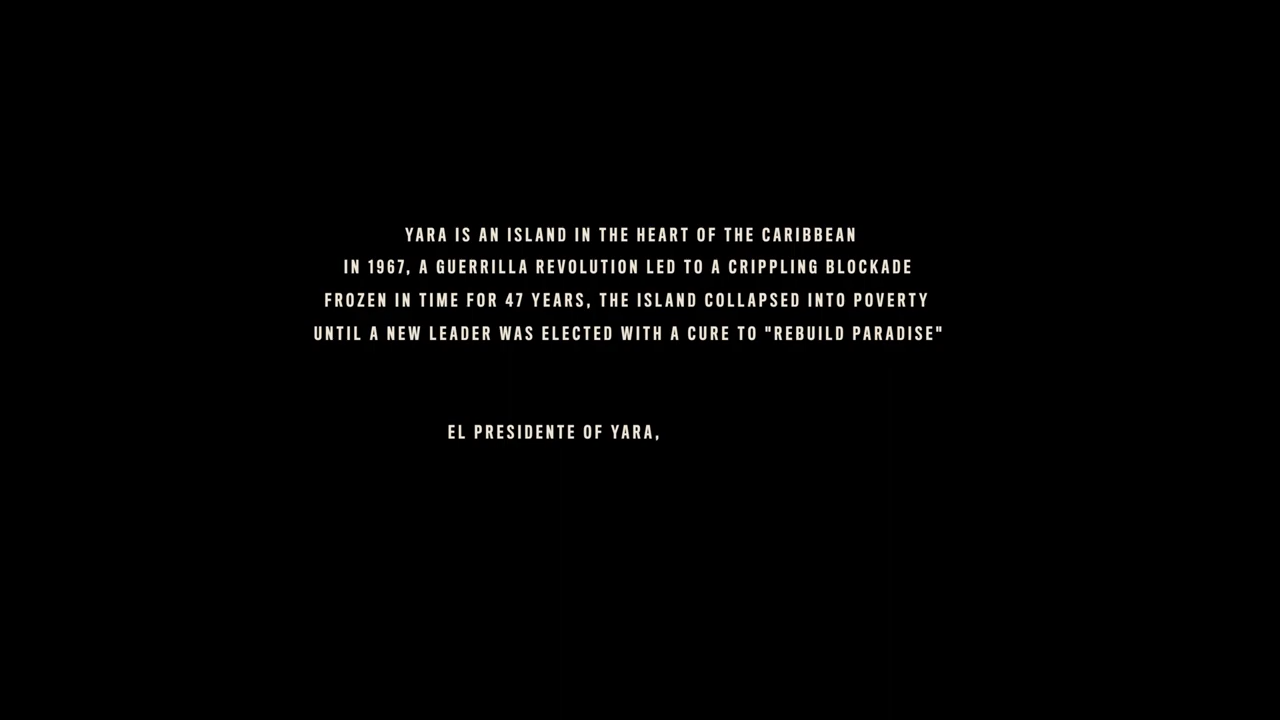 YARA IS AN ISLAND IN THE HEART OF THE CARIBBEAN
IN 1967, A GUERRILLA REVOLUTION LED TO A CRIPPLING BLOCKADE
FROZEN IN TIME FOR 47 YEARS, THE ISLAND COLLAPSED INTO POVERTY
UNTIL A NEW LEADER WAS ELECTED WITH A CURE TO "REBUILD PARADISE"
EL PRESIDENTE OF YARA,